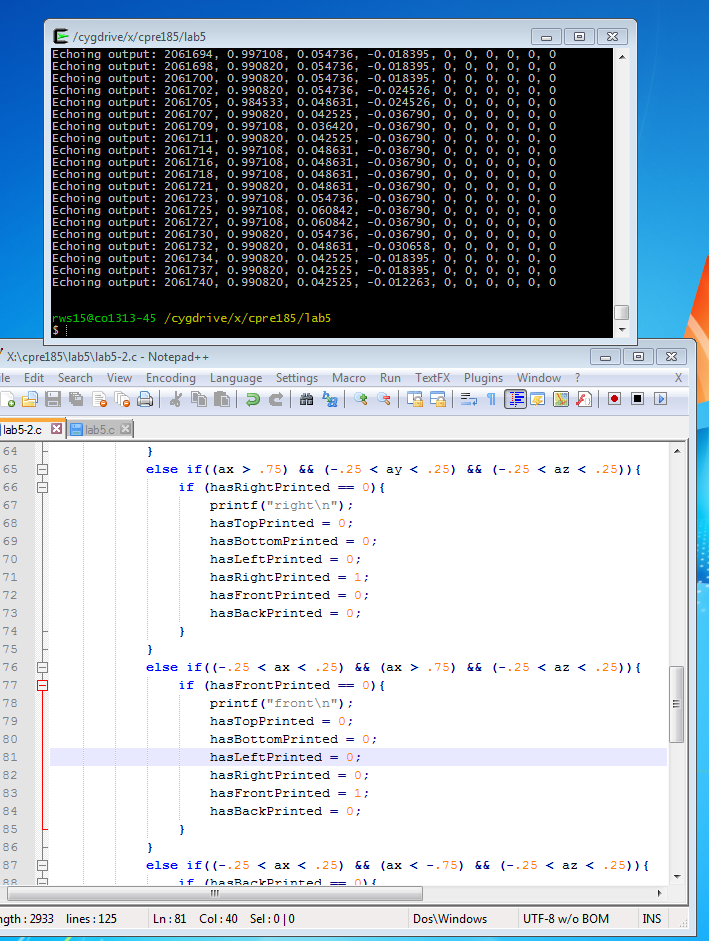 /cygdrive/x/cpre185/lab5
Echoing output: 2061694, 0.997108, 0.054736, -0.018395, 0, 0, 0, 0, 0
Echoing output: 2061698, 0.990820, 0.054736, -0.018395, 0, 0, 0, 0, 0
Echoing output: 2061700, 0.990820, 0.054736, -0.018395, 0, 0, 0, 0, 0
Echoing output: 2061702, 0.990820, 0.054736, -0.024526, 0, 0, 0, 0, 0
Echoing output: 2061705, 0.984533, 0.048631, -0.024526, 0, 0, 0, 0, 0
Echoing output: 2061707, 0.990820, 0.042525, -0.036790, 0, 0, 0, 0, 0
Echoing output: 2061709, 0.997108, 0.036420, -0.036790, 0, 0, 0, 0, 0
Echoing output: 2061711, 0.990820, 0.042525, -0.036790, 0, 0, 0, 0, 0
Echoing output: 2061714, 0.997108, 0.048631, -0.036790, 0, 0, 0, 0, 0
Echoing output: 2061716, 0.997108, 0.048631, -0.036790, 0, 0, 0, 0, 0
Echoing output: 2061718, 0.997108, 0.048631, -0.036790, 0, 0, 0, 0, 0
Echoing output: 2061721, 0.990820, 0.048631, -0.036790, 0, 0, 0, 0, 0
Echoing output: 2061723, 0.997108, 0.054736, -0.036790, 0, 0, 0, 0, 0
Echoing output: 2061725, 0.997108, 0.060842, -0.036790, 0, 0, 0, 0, 0
Echoing output: 2061727, 0.997108, 0.060842, -0.036790, 0, 0, 0, 0, 0
Echoing output: 2061730, 0.990820, 0.054736, -0.036790, 0, 0, 0, 0, 0
Echoing output: 2061732, 0.990820, 0.048631, -0.030658, 0, 0, 0, 0, 0
Echoing output: 2061734, 0.990820, 0.042525, -0.018395, 0, 0, 0, 0, 0
Echoing output: 2061737, 0.990820, 0.042525, -0.018395, 0, 0, 0, 0, 0
Echoing output: 2061740, 0.990820, 0.042525, -0.012263, 0, 0, 0, 0, 0
rws15@co1313-45 /cygdrive/x/cpre185/lab5
$
X:\cpre185\lab5\lab5-2.c - Notepad++
ile Edit Search View Encoding Language Settings Macro Run TextFX Plugins Window ? X
lab5-2.c lab5.c
64 }
65 else if((ax > .75) && (-.25 < ay < .25) && (-.25 < az < .25)){
66 if (hasRightPrinted == 0){
67 printf("right\n");
68 hasTopPrinted = 0;
69 hasBottomPrinted = 0;
70 hasLeftPrinted = 0;
71 hasRightPrinted = 1;
72 hasFrontPrinted = 0;
73 hasBackPrinted = 0;
74 }
75 }
76 else if((-.25 < ax < .25) && (ax > .75) && (-.25 < az < .25)){
77 if (hasFrontPrinted == 0){
78 printf("front\n");
79 hasTopPrinted = 0;
80 hasBottomPrinted = 0;
81 hasLeftPrinted = 0;
82 hasRightPrinted = 0;
83 hasFrontPrinted = 1;
84 hasBackPrinted = 0;
85 }
86 }
87 else if((-.25 < ax < .25) && (ax < -.75) && (-.25 < az < .25)){
88 if (hasBackPrinted == 0){
ngth : 2933 lines : 125 Ln : 81 Col : 40 Sel : 0 | 0 Dos\Windows UTF-8 w/o BOM INS